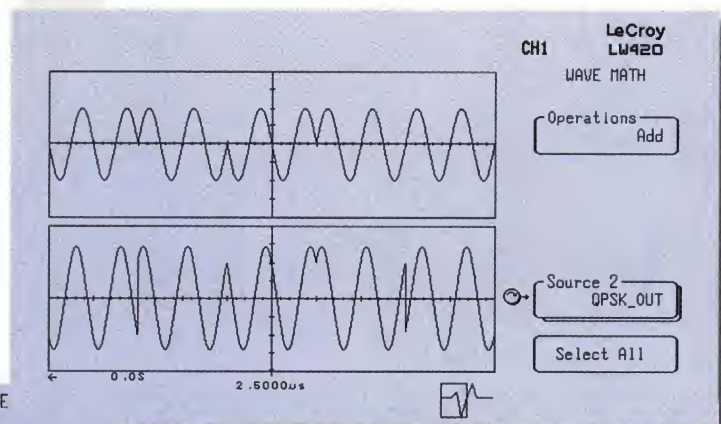 LeCroy
CH1 LW420
WAVE MATH
Operations
Add
Source 2
QPSK_OUT
Select All
0.0S
2.5000us
E